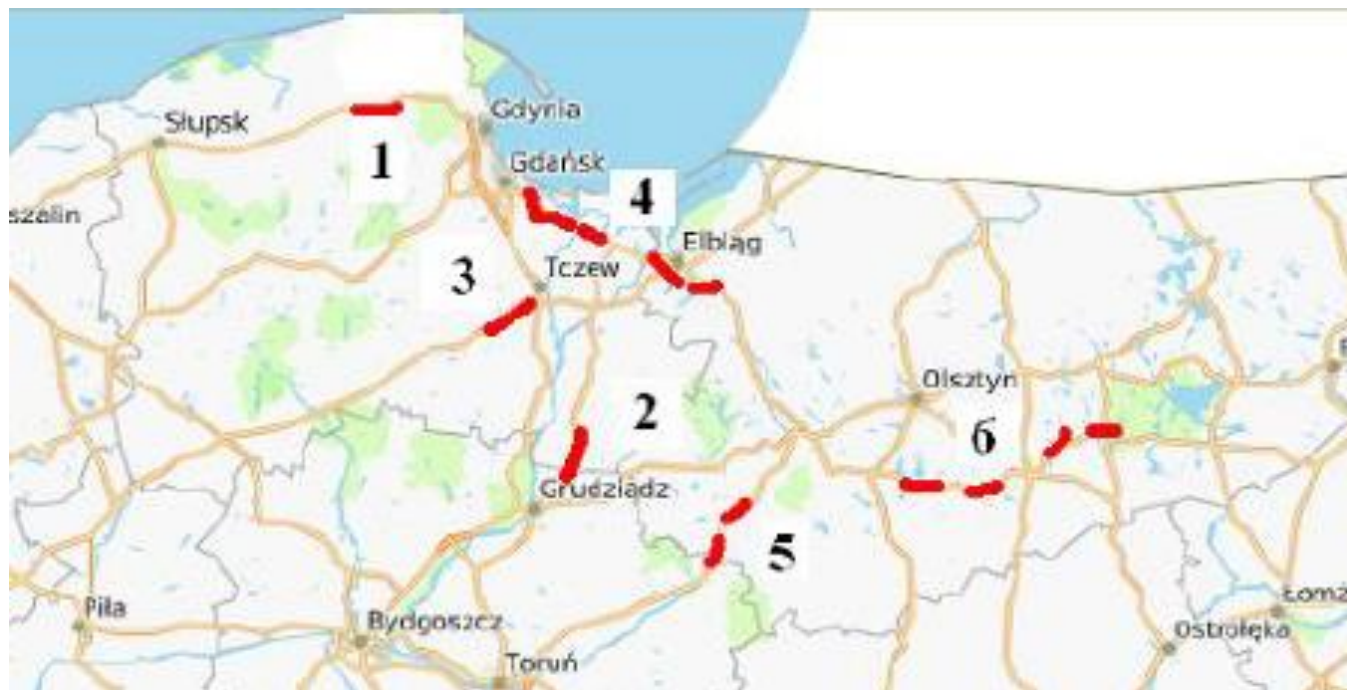 Gdynia
Słupsk
1
Gdańsk
szalin
4
Elbląg
3
Tczew
Olsztyn
2
6
Grudziądz
5
Piła
Bydgoszcz
Łomż
Ostrołęka
Toruń